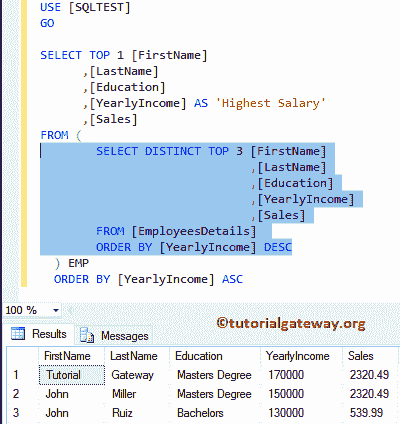 USE [SQLTEST]
GO
SELECT TOP 1 [FirstName]
,[LastName]
,[Education]
,[YearlyIncome] AS 'Highest Salary'
,[Sales]
FROM (
SELECT DISTINCT TOP 3 [FirstName]
,[LastName]
,[Education]
,[YearlyIncome]
,[Sales]
FROM [EmployeesDetails]
ORDER BY [YearlyIncome] DESC
) EMP
ORDER BY [YearlyIncome] ASC
100 %
©tutorialgateway.org
Results Messages
FirstName LastName Education YearlyIncome Sales
1 Tutorial Gateway Masters Degree 170000 2320.49
2 John Miller Masters Degree 150000 2320.49
3 John Ruiz Bachelors 130000 539.99